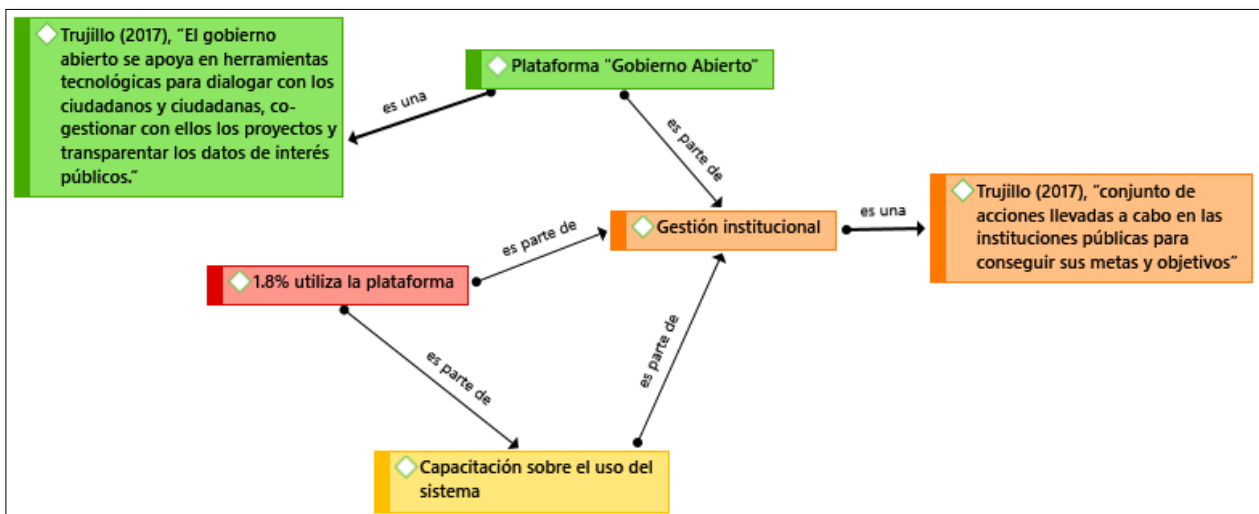 Trujillo (2017), "El gobierno
abierto se apoya en herramientas
tecnológicas para dialogar con los
ciudadanos y ciudadanas, co-
gestionar con ellos los proyectos y
transparentar los datos de interés
públicos."
Plataforma "Gobierno Abierto"
es una
es parte de
Trujillo (2017), "conjunto de
acciones llevadas a cabo en las
instituciones públicas para
conseguir sus metas y objetivos"
es una
Gestión institucional
es parte de
1.8% utiliza la plataforma
es parte de
es parte de
Capacitación sobre el uso del
sistema